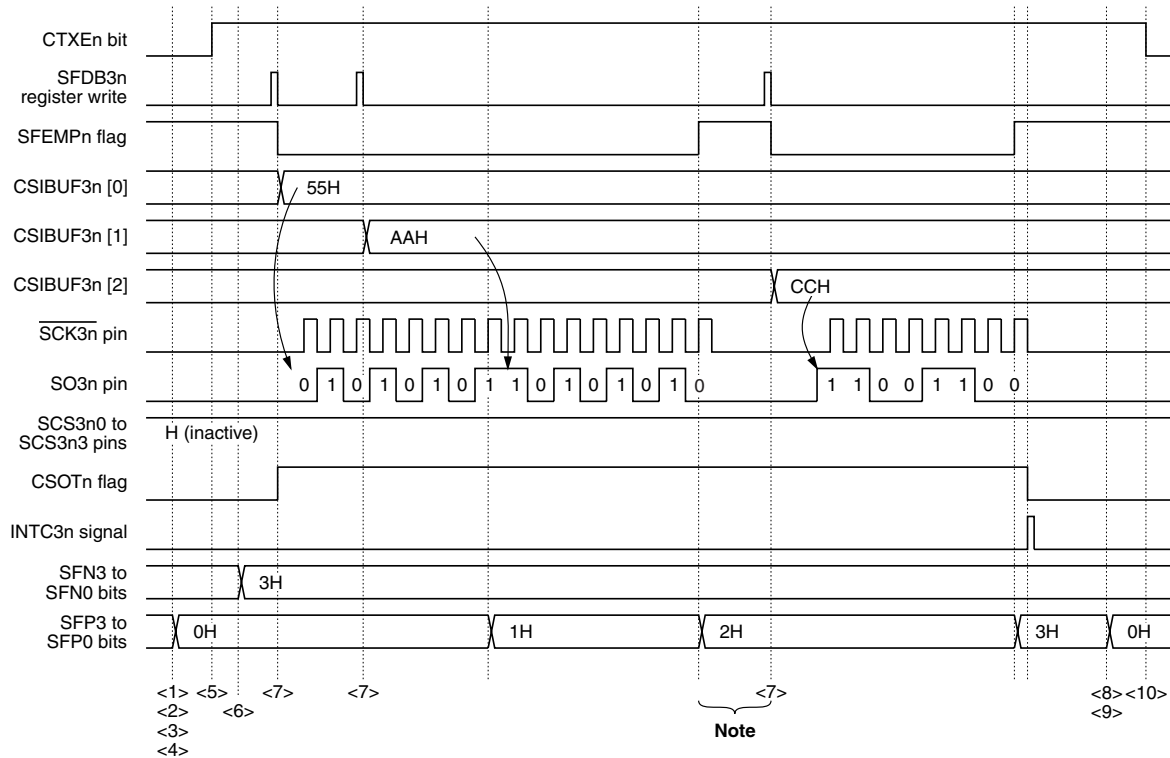 CTXEn bit
SFDB3n
register write
SFEMPn flag
CSIBUF3n [0]
55H
CSIBUF3n [1]
AAH
CSIBUF3n [2]
CCH
SCK3n pin
SO3n pin
0 1 0 1 0 1 0 1 1 0 1 0 1 0 1 0 1 1 0 0 1 1 0 0
SCS3n0 to
SCS3n3 pins
H (inactive)
CSOTn flag
INTC3n signal
SFN3 to
SFN0 bits
3H
SFP3 to
SFP0 bits
0H 1H 2H 3H 0H
<1> <5> <7> <7> <7> <8> <10>
<2> <6> <9>
<3>
<4>
Note